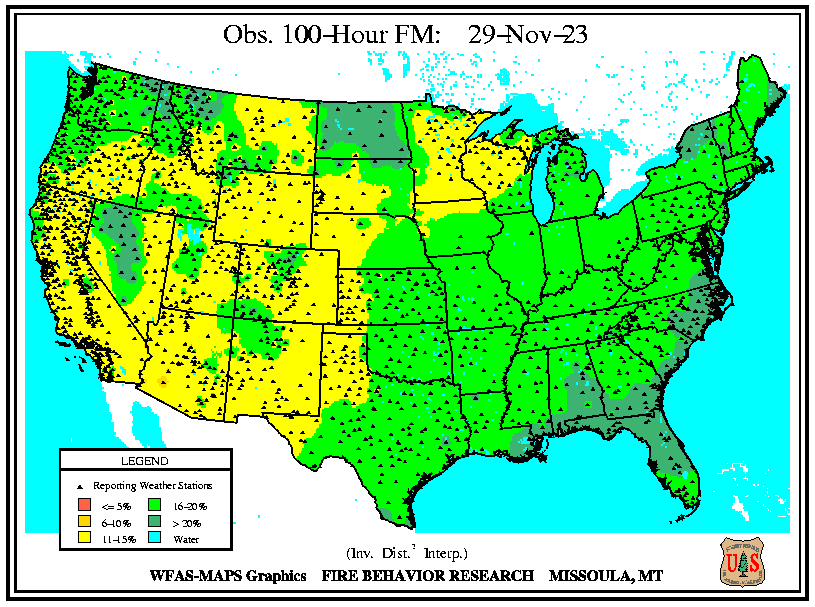 Obs. 100-Hour FM: 29-Nov-23
LEGEND
Reporting Weather Stations
<= 5%
16-20%
6-10%
> 20%
11-15%
Water
(Inv. Dist.² Interp.)
WFAS-MAPS Graphics FIRE BEHAVIOR RESEARCH MISSOULA, MT
U S